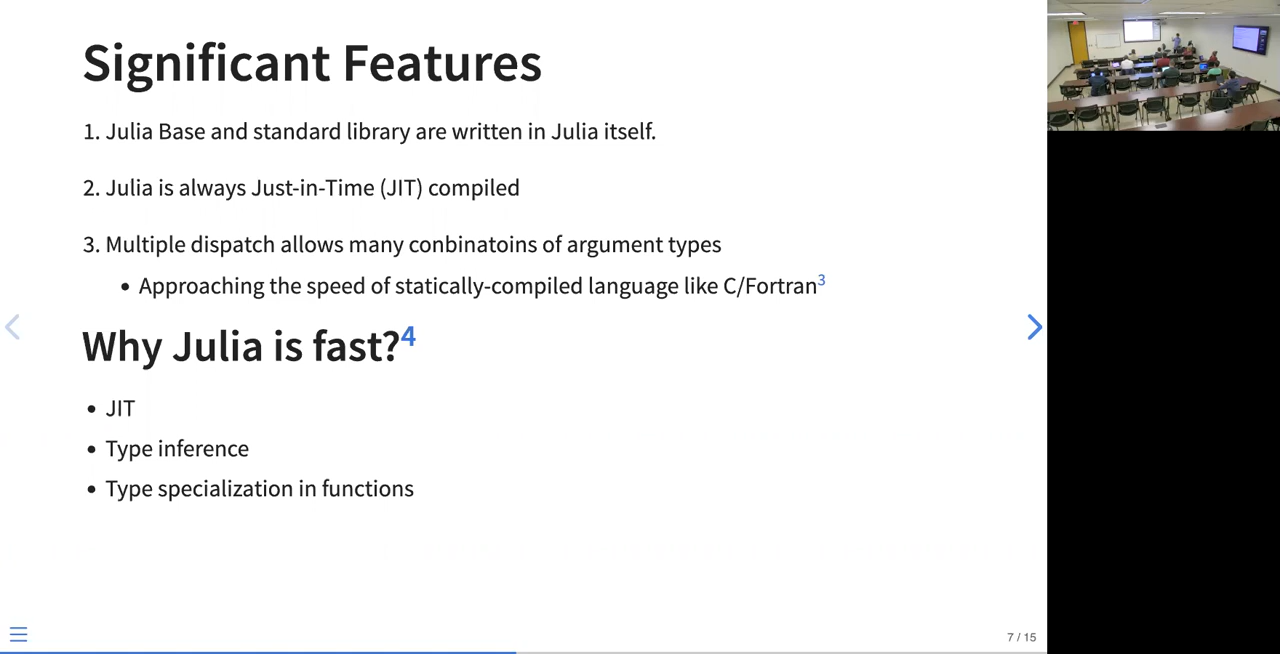 Significant Features
1. Julia Base and standard library are written in Julia itself.
2. Julia is always Just-in-Time (JIT) compiled
3. Multiple dispatch allows many conbinatoins of argument types
• Approaching the speed of statically-compiled language like C/Fortran3
Why Julia is fast?4
• JIT
• Type inference
• Type specialization in functions
7 / 15